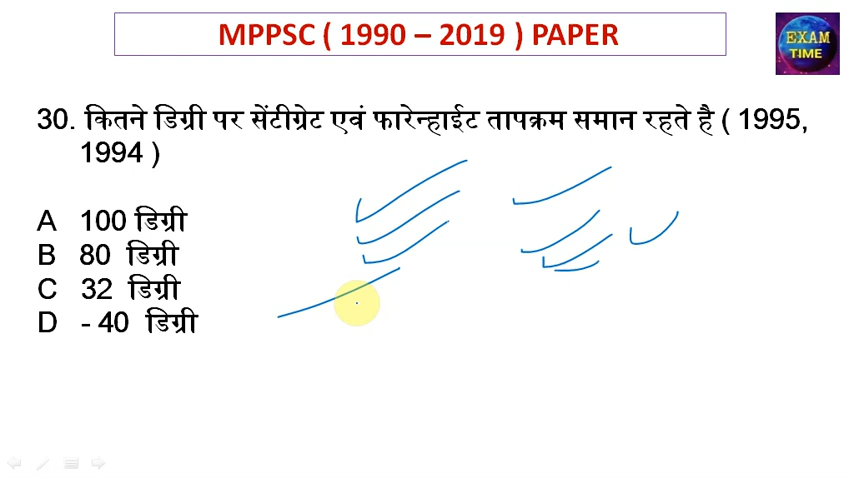 MPPSC ( 1990 – 2019 ) PAPER
EXAM
TIME
30. कितने डिग्री पर सेंटीग्रेट एवं फारेन्हाईट तापक्रम समान रहते है ( 1995,
1994 )
A 100 डिग्री
B 80 डिग्री
C 32 डिग्री
D - 40 डिग्री